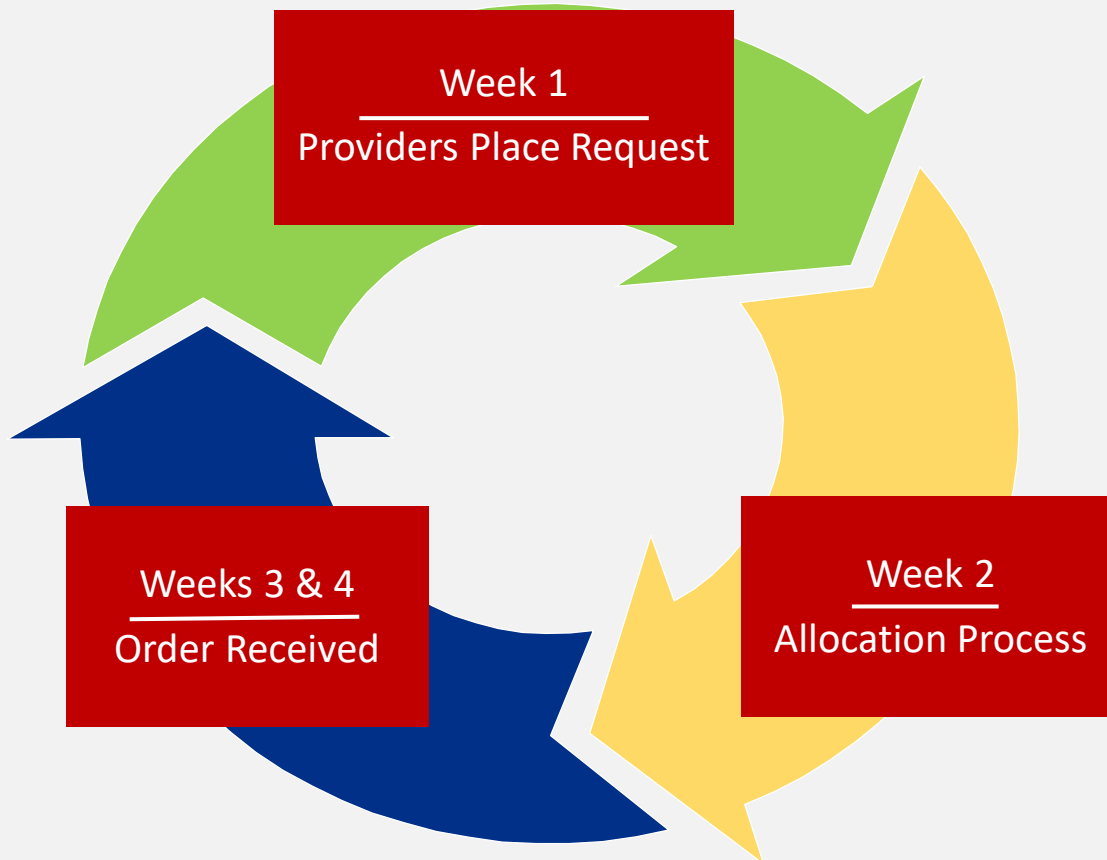 Week 1
Providers Place Request
Week 2
Allocation Process
Weeks 3 & 4
Order Received